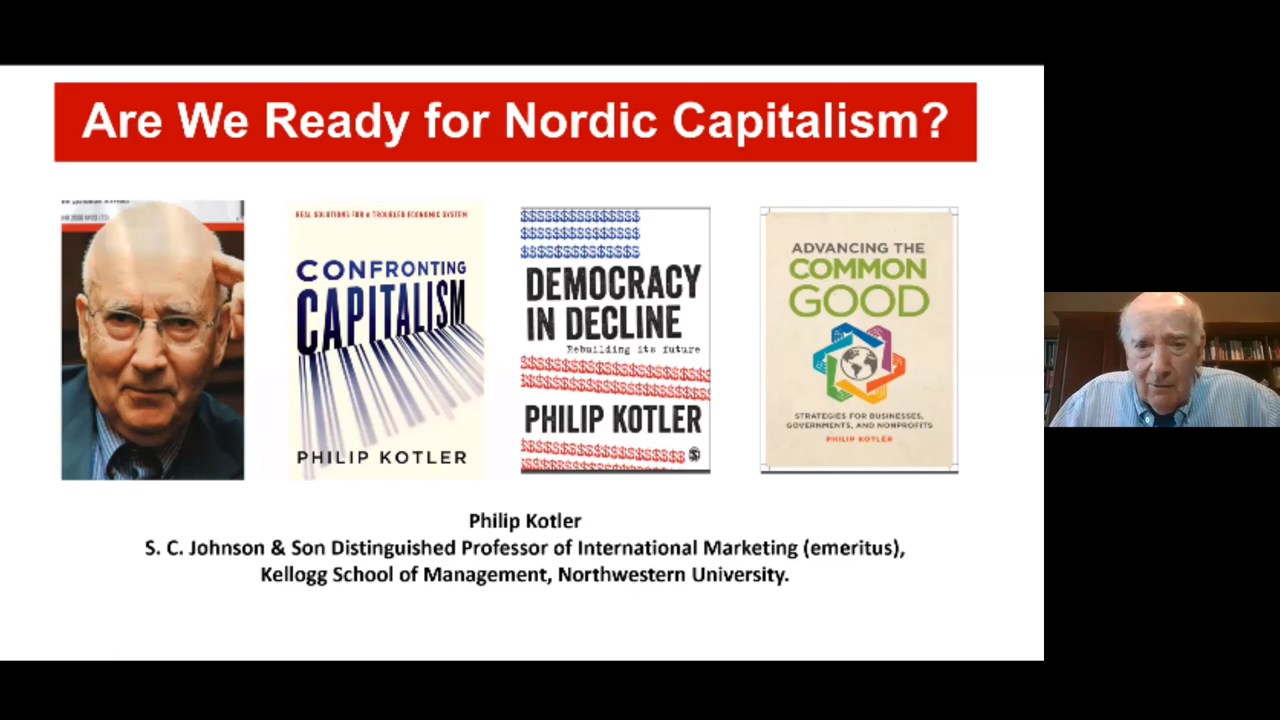 Are We Ready for Nordic Capitalism?
REAL SOLUTIONS FOR A TROUBLED ECONOMIC SYSTEM
CONFRONTING
CAPITALISM
PHILIP KOTLER
$$$$$$$$$$$$$$$
$$$$$$$$$$$$$$$
$$$$$$$$$$$$$$$
DEMOCRACY
IN DECLINE
Rebuilding its future
PHILIP KOTLER
ADVANCING THE
COMMON
GOOD
STRATEGIES FOR BUSINESSES,
GOVERNMENTS, AND NONPROFITS
PHILIP KOTLER
Philip Kotler
S. C. Johnson & Son Distinguished Professor of International Marketing (emeritus),
Kellogg School of Management, Northwestern University.